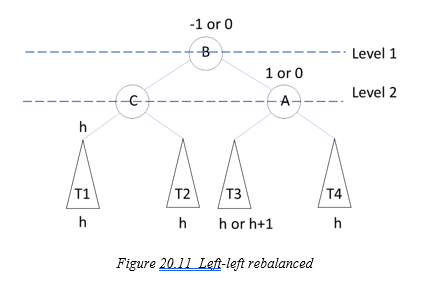 -1 or 0
B
Level 1
1 or 0
C
A
Level 2
h
T1
T2
T3
T4
h
h
h or h+1
h
Figure 20.11 Left-left rebalanced